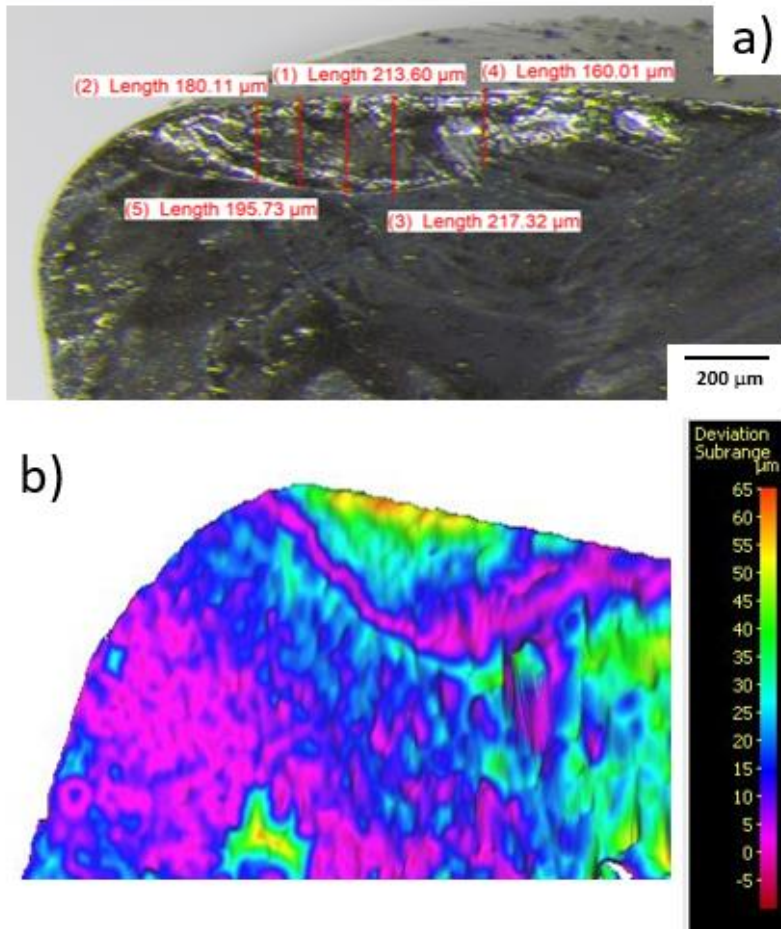 a)
(1) Length 213.60 µm
(4) Length 160.01 µm
(2) Length 180.11 µm
(5) Length 195.73 µm
(3) Length 217.32 µm
200 µm
b)
Deviation
Subrange
µm
65
60
55
50
45
40
35
30
25
20
15
10
5
0
-5